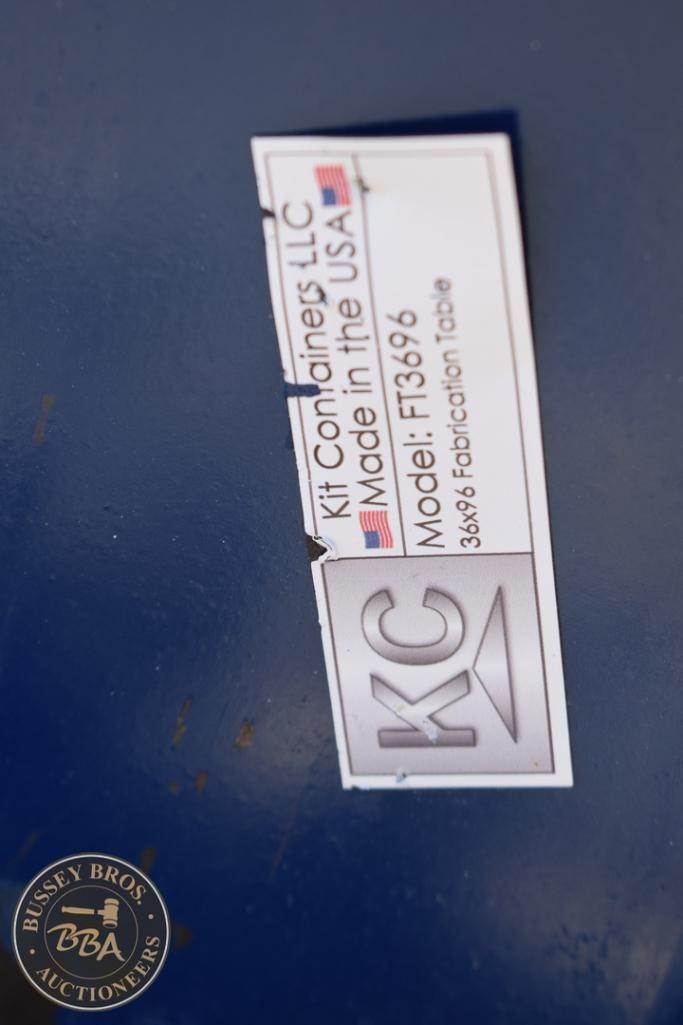 Kit Containers LLC
Made in the USA
Model: FT3696
36x96 Fabrication Table
KC
BUSSEY BROS.
BBA
AUCTIONEERS